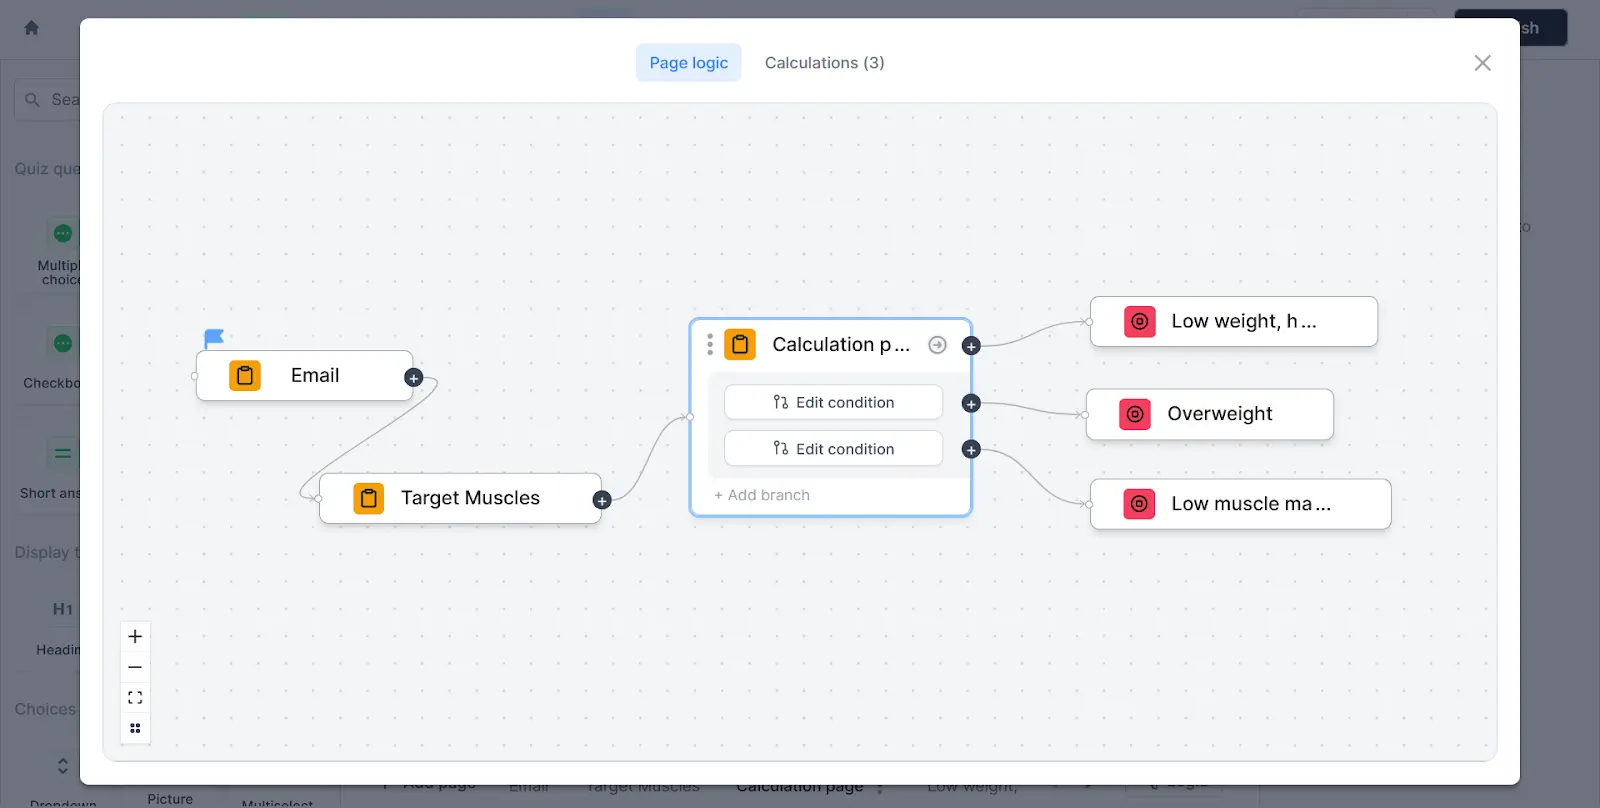 sh
Page logic
Calculations (3)
Sea
Quiz que
Multipl
choice
Checkbo
Short ans
Display t
H1
Headin
Choices
Dropdown
Picture
Multiselect
Email
Target Muscles
Calculation p...
Edit condition
Edit condition
+ Add branch
Low weight, h...
Overweight
Low muscle ma...
to
+ Add page
Email
Target Muscles
Calculation page
Low weight,
Logic